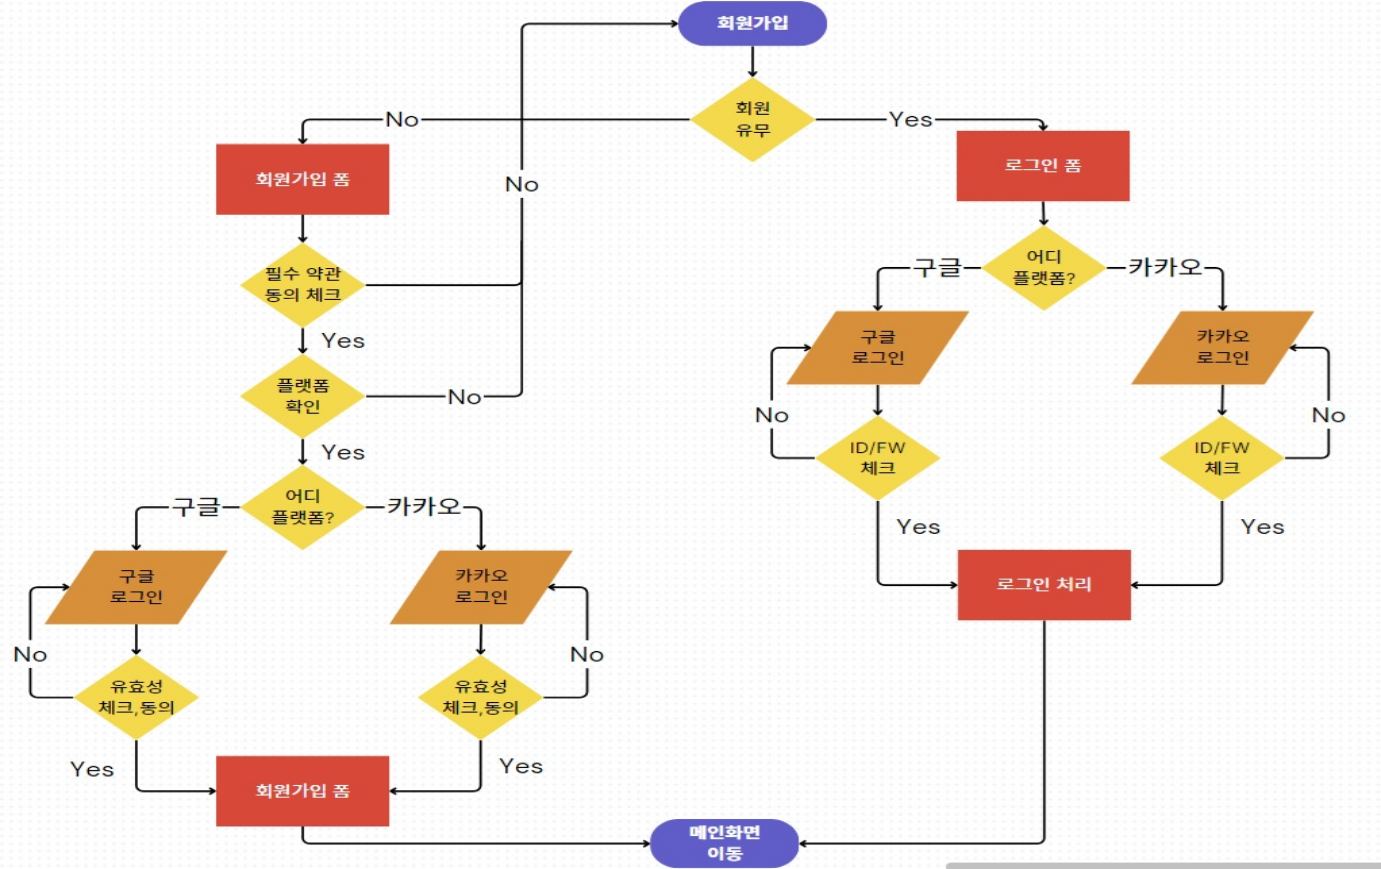 회원가입
회원
유무
No
Yes
회원가입 폼
로그인 폼
No
필수 약관
동의 체크
어디
플랫폼?
구글
카카오
Yes
구글
로그인
카카오
로그인
플랫폼
확인
No
No
No
Yes
ID/FW
체크
ID/FW
체크
어디
플랫폼?
구글
카카오
Yes
Yes
구글
로그인
카카오
로그인
로그인 처리
No
No
유효성
체크,동의
유효성
체크,동의
Yes
Yes
회원가입 폼
메인화면
이동